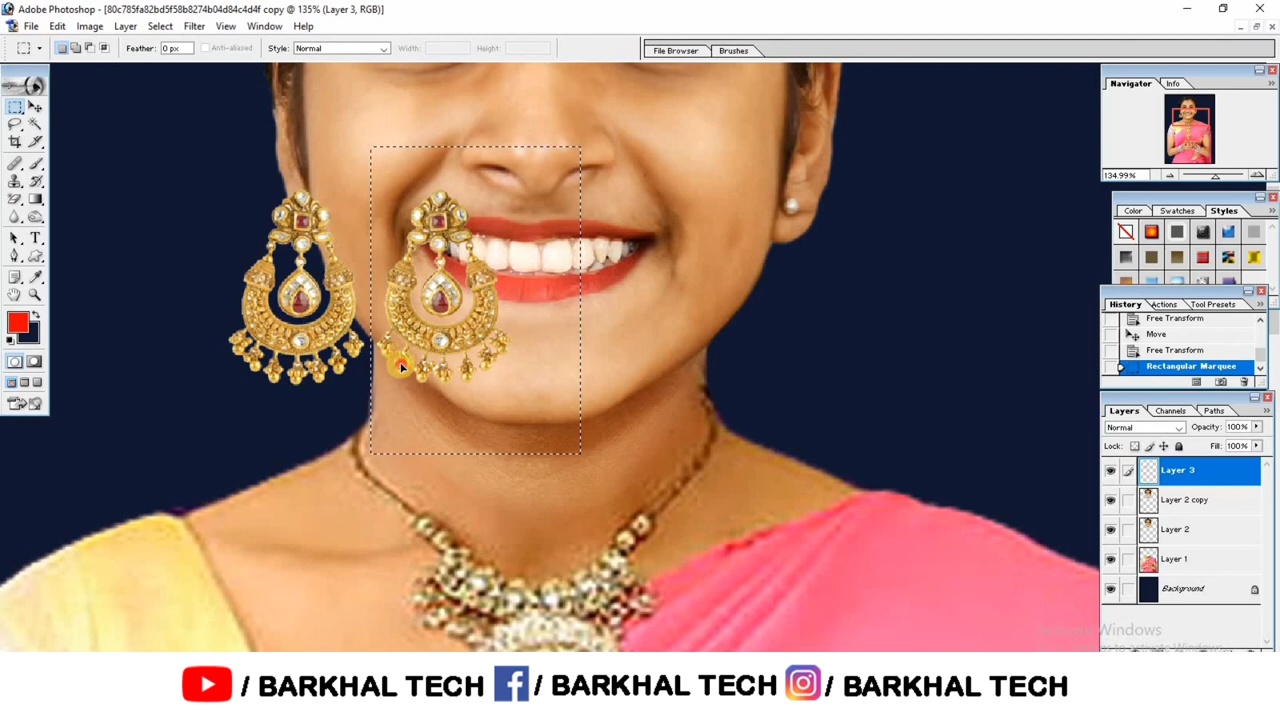 Adobe Photoshop - [80c785fa82bd5f58b8274b04d84c4d4f copy @ 135% (Layer 3, RGB)]
File Edit Image Layer Select Filter View Window Help
Feather: 0 px Anti-aliased Style: Normal Width: Height: File Browser Brushes
Navigator Info
134.99%
Color Swatches Styles
History Actions Tool Presets
Free Transform
Move
Free Transform
Rectangular Marquee
Layers Channels Paths
Normal Opacity: 100%
Lock: Fill: 100%
Layer 3
Layer 2 copy
Layer 2
Layer 1
Background
/ BARKHAL TECH / BARKHAL TECH / BARKHAL TECH